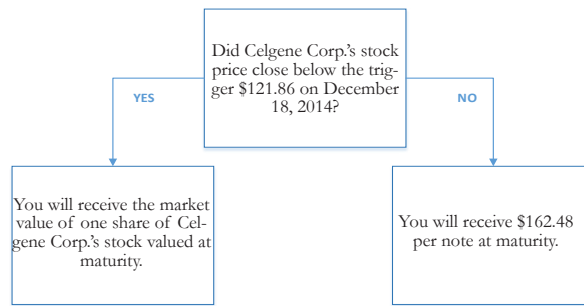 Did Celgene Corp.'s stock
price close below the trig-
ger $121.86 on December
18, 2014?
YES
NO
You will receive the market
value of one share of Cel-
gene Corp.'s stock valued at
maturity.
You will receive $162.48
per note at maturity.